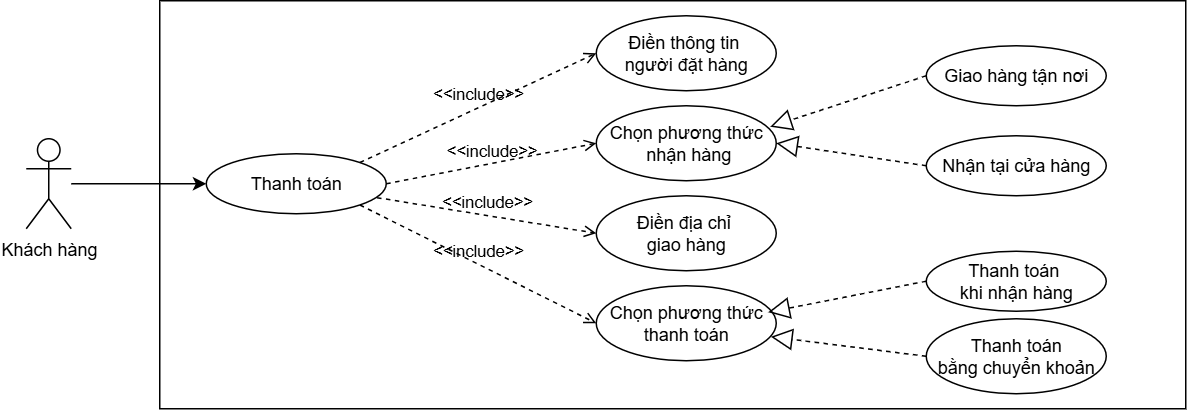 Điền thông tin
người đặt hàng
Giao hàng tận nơi
<<include>>
Chọn phương thức
nhận hàng
<<include>>
Nhận tại cửa hàng
Thanh toán
<<include>>
Điền địa chỉ
giao hàng
Khách hàng
<<include>>
Thanh toán
khi nhận hàng
Chọn phương thức
thanh toán
Thanh toán
bằng chuyển khoản